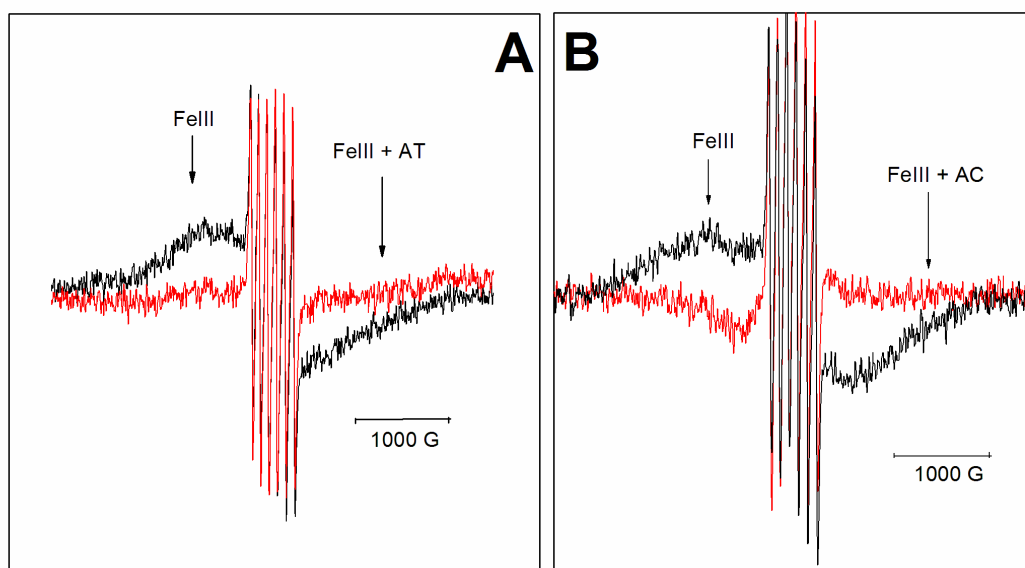 A
FeIII
FeIII + AT
1000 G
B
FeIII
FeIII + AC
1000 G